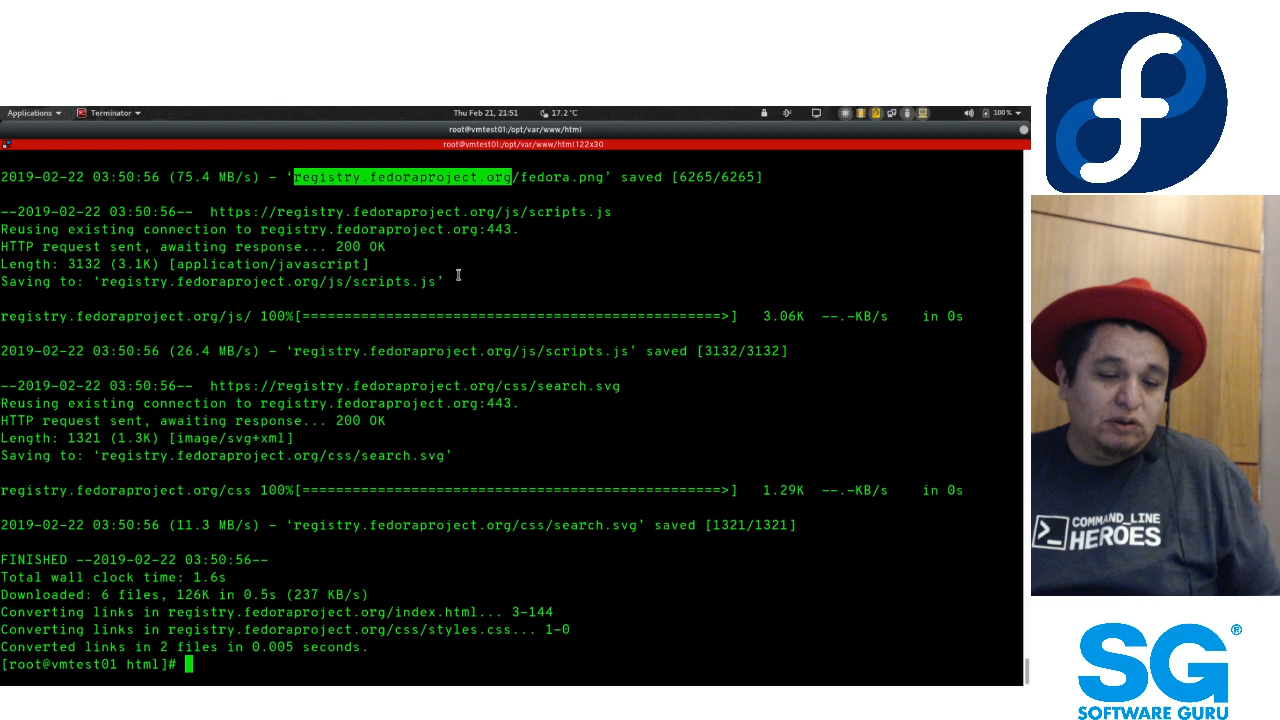 Applications
Terminator
Thu Feb 21, 21:51
17.2 °C
100 %
root@vmtest01:/opt/var/www/html
root@vmtest01:/opt/var/www/html 122x30
2019-02-22 03:50:56 (75.4 MB/s) - ‘registry.fedoraproject.org/fedora.png’ saved [6265/6265]
--2019-02-22 03:50:56--  https://registry.fedoraproject.org/js/scripts.js
Reusing existing connection to registry.fedoraproject.org:443.
HTTP request sent, awaiting response... 200 OK
Length: 3132 (3.1K) [application/javascript]
Saving to: ‘registry.fedoraproject.org/js/scripts.js’
registry.fedoraproject.org/js/ 100%[==================================================>]   3.06K  --.-KB/s    in 0s
2019-02-22 03:50:56 (26.4 MB/s) - ‘registry.fedoraproject.org/js/scripts.js’ saved [3132/3132]
--2019-02-22 03:50:56--  https://registry.fedoraproject.org/css/search.svg
Reusing existing connection to registry.fedoraproject.org:443.
HTTP request sent, awaiting response... 200 OK
Length: 1321 (1.3K) [image/svg+xml]
Saving to: ‘registry.fedoraproject.org/css/search.svg’
registry.fedoraproject.org/css 100%[==================================================>]   1.29K  --.-KB/s    in 0s
2019-02-22 03:50:56 (11.3 MB/s) - ‘registry.fedoraproject.org/css/search.svg’ saved [1321/1321]
FINISHED --2019-02-22 03:50:56--
Total wall clock time: 1.6s
Downloaded: 6 files, 126K in 0.5s (237 KB/s)
Converting links in registry.fedoraproject.org/index.html... 3-144
Converting links in registry.fedoraproject.org/css/styles.css... 1-0
Converted links in 2 files in 0.005 seconds.
[root@vmtest01 html]#
>_ COMMAND_LINE
HEROES
SG®
SOFTWARE GURU